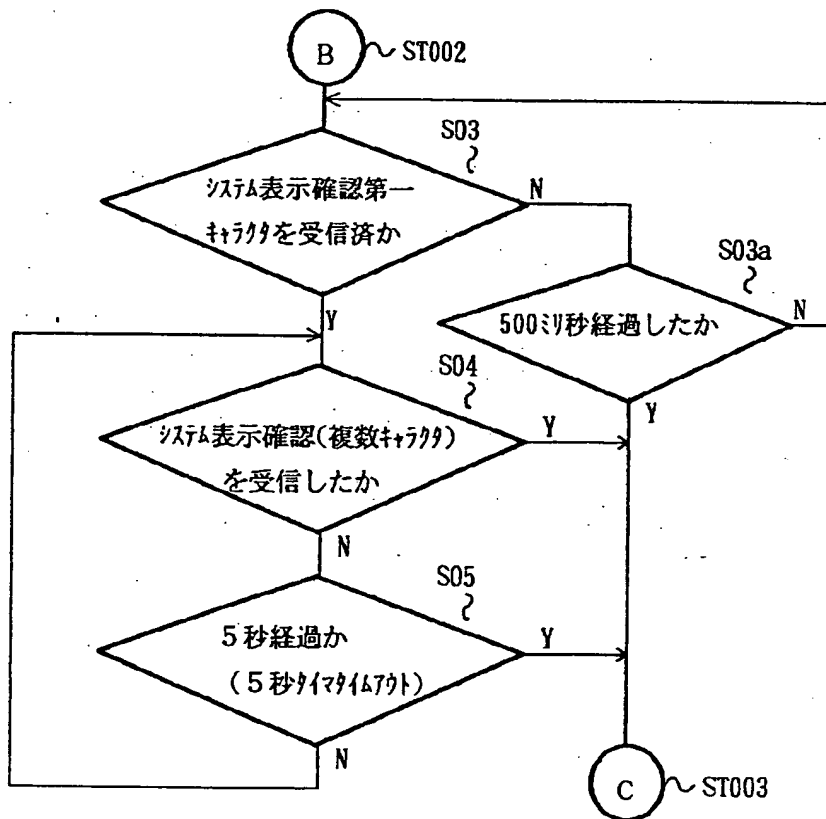 B
ST002
S03
システム表示確認第一
キャラクタを受信済か
N
Y
S03a
500ミリ秒経過したか
N
Y
S04
システム表示確認(複数キャラクタ)
を受信したか
Y
N
S05
5秒経過か
(5秒タイマタイムアウト)
Y
N
C
ST003